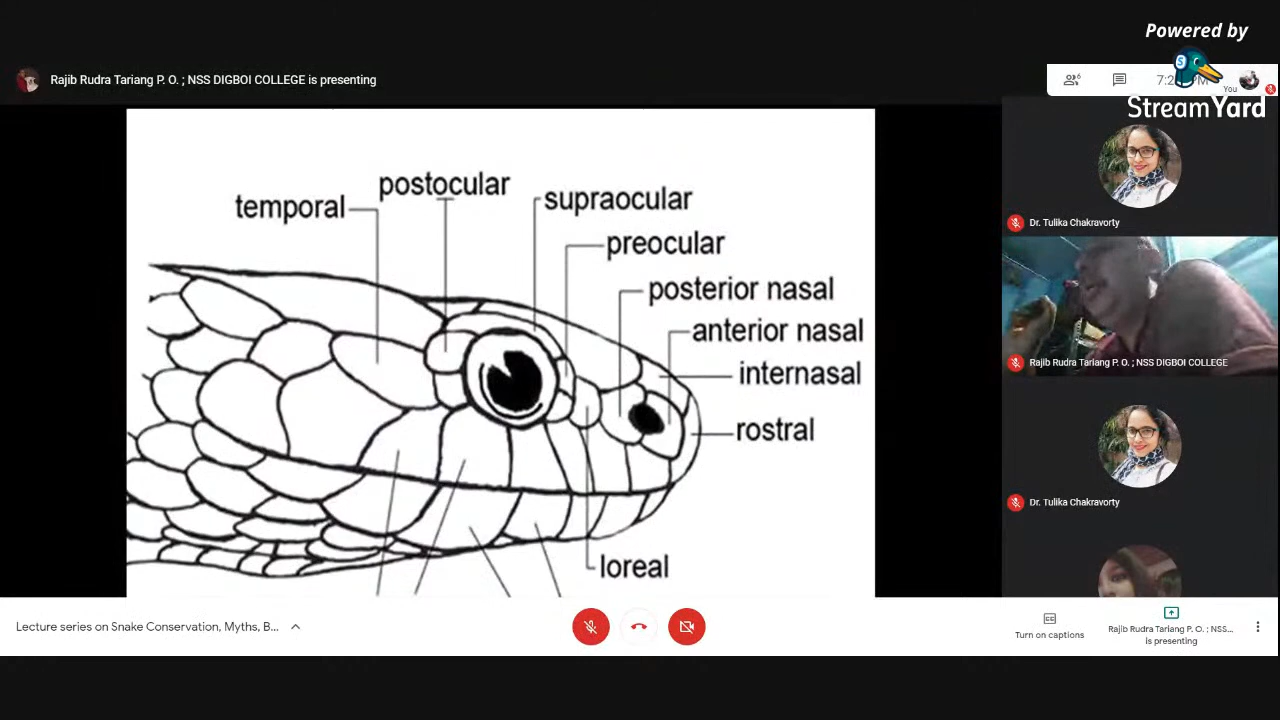 Powered by
StreamYard
Rajib Rudra Tariang P. O. ; NSS DIGBOI COLLEGE is presenting
6
You
temporal
postocular
supraocular
preocular
posterior nasal
anterior nasal
internasal
rostral
loreal
Dr. Tulika Chakravorty
Rajib Rudra Tariang P. O. ; NSS DIGBOI COLLEGE
Dr. Tulika Chakravorty
Lecture series on Snake Conservation, Myths, B...
Turn on captions
Rajib Rudra Tariang P. O. ; NSS...
is presenting